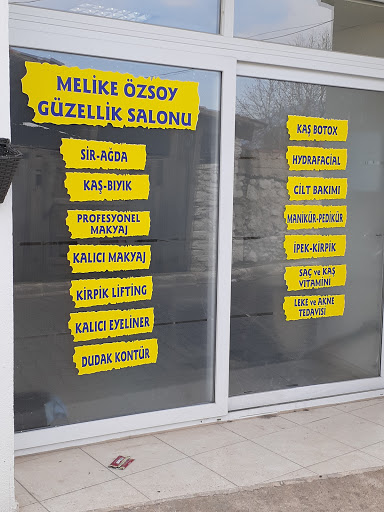 MELİKE ÖZSOY
GÜZELLİK SALONU
SİR-AĞDA
KAŞ-BIYIK
PROFESYONEL
MAKYAJ
KALICI MAKYAJ
KİRPİK LİFTİNG
KALICI EYELİNER
DUDAK KONTÜR
KAŞ BOTOX
HYDRAFACIAL
CİLT BAKIMI
MANİKÜR-PEDİKÜR
İPEK-KİRPİK
SAÇ ve KAŞ
VİTAMİNİ
LEKE ve AKNE
TEDAVİSİ